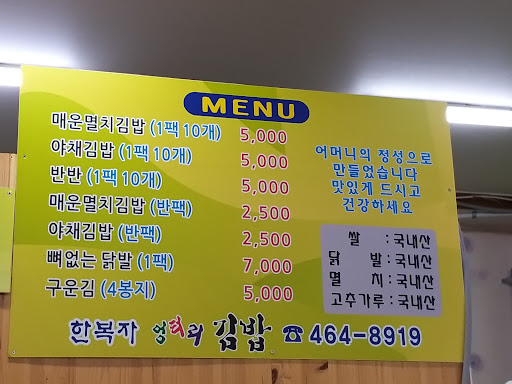 MENU
매운멸치김밥 (1팩 10개) 5,000
야채김밥 (1팩 10개) 5,000
반반 (1팩 10개) 5,000
매운멸치김밥 (반팩) 2,500
야채김밥 (반팩) 2,500
뼈없는 닭발 (1팩) 7,000
구운김 (4봉지) 5,000
어머니의 정성으로
만들었습니다
맛있게 드시고
건강하세요
쌀 : 국내산
닭 발 : 국내산
멸 치 : 국내산
고추가루 : 국내산
한복자 엉터리 김밥 ☎464-8919